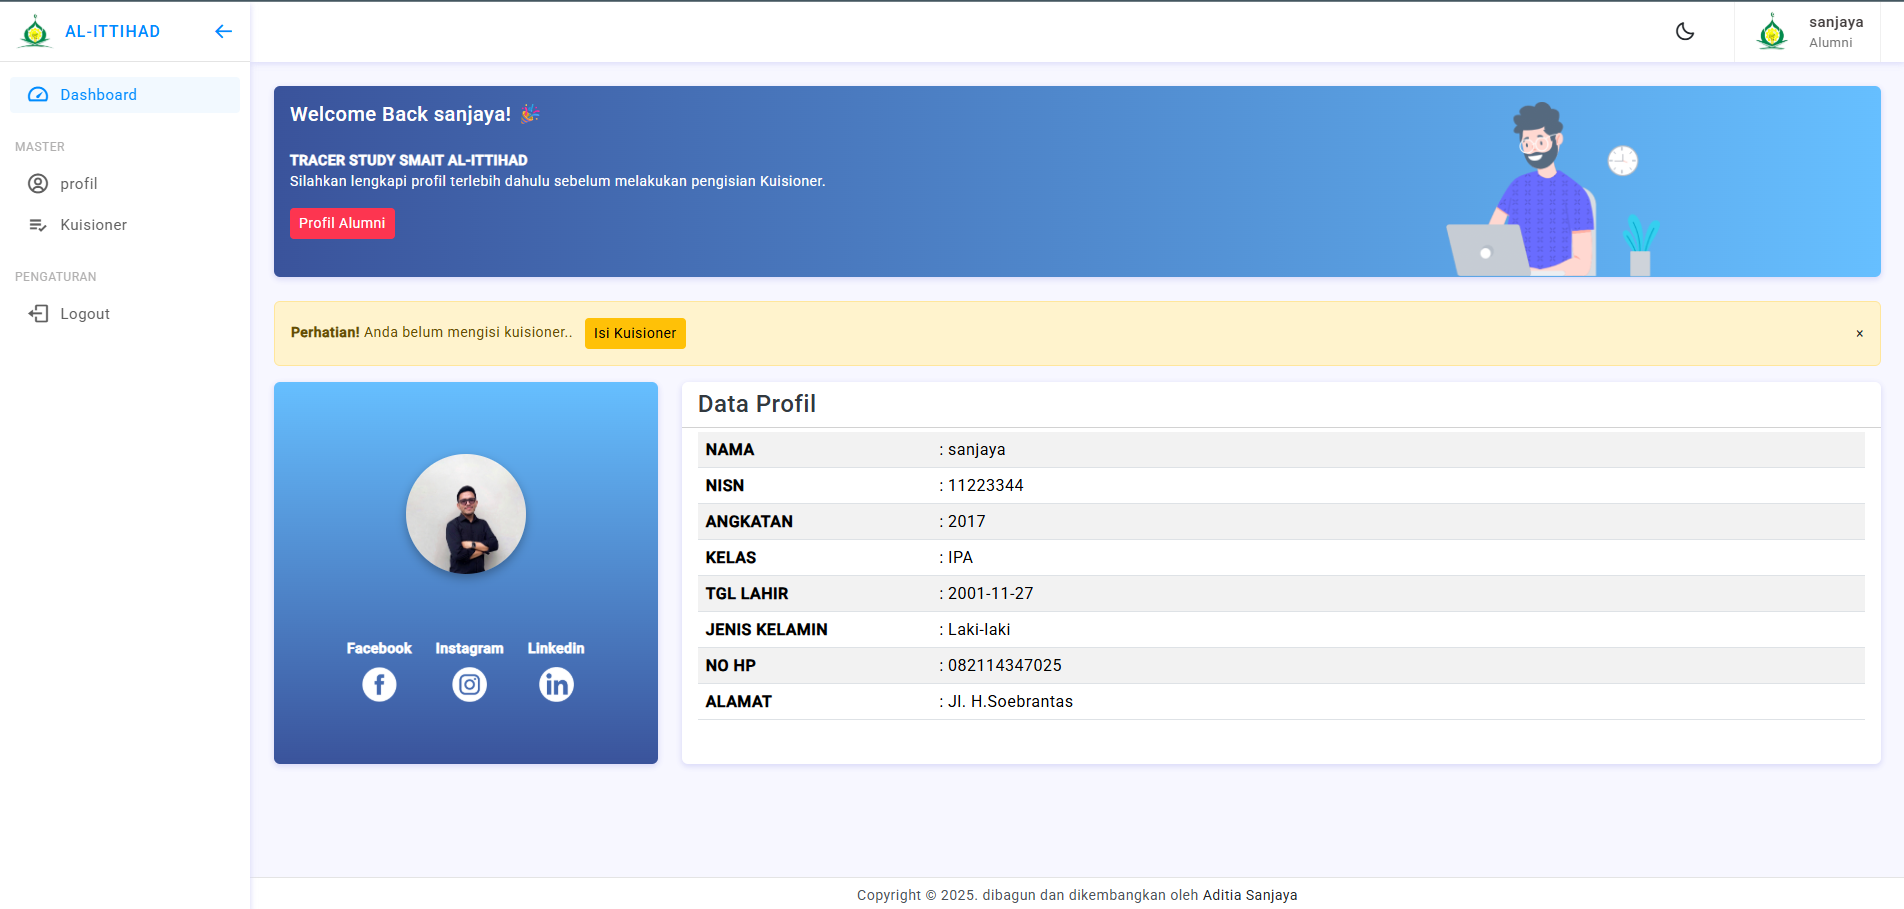 AL-ITTIHAD
sanjaya
Alumni
Dashboard
MASTER
profil
Kuisioner
PENGATURAN
Logout
Welcome Back sanjaya! 🎉
TRACER STUDY SMAIT AL-ITTIHAD
Silahkan lengkapi profil terlebih dahulu sebelum melakukan pengisian Kuisioner.
Profil Alumni
Perhatian! Anda belum mengisi kuisioner.. Isi Kuisioner ×
Facebook Instagram Linkedin
Data Profil
NAMA : sanjaya
NISN : 11223344
ANGKATAN : 2017
KELAS : IPA
TGL LAHIR : 2001-11-27
JENIS KELAMIN : Laki-laki
NO HP : 082114347025
ALAMAT : Jl. H.Soebrantas
Copyright © 2025. dibagun dan dikembangkan oleh Aditia Sanjaya